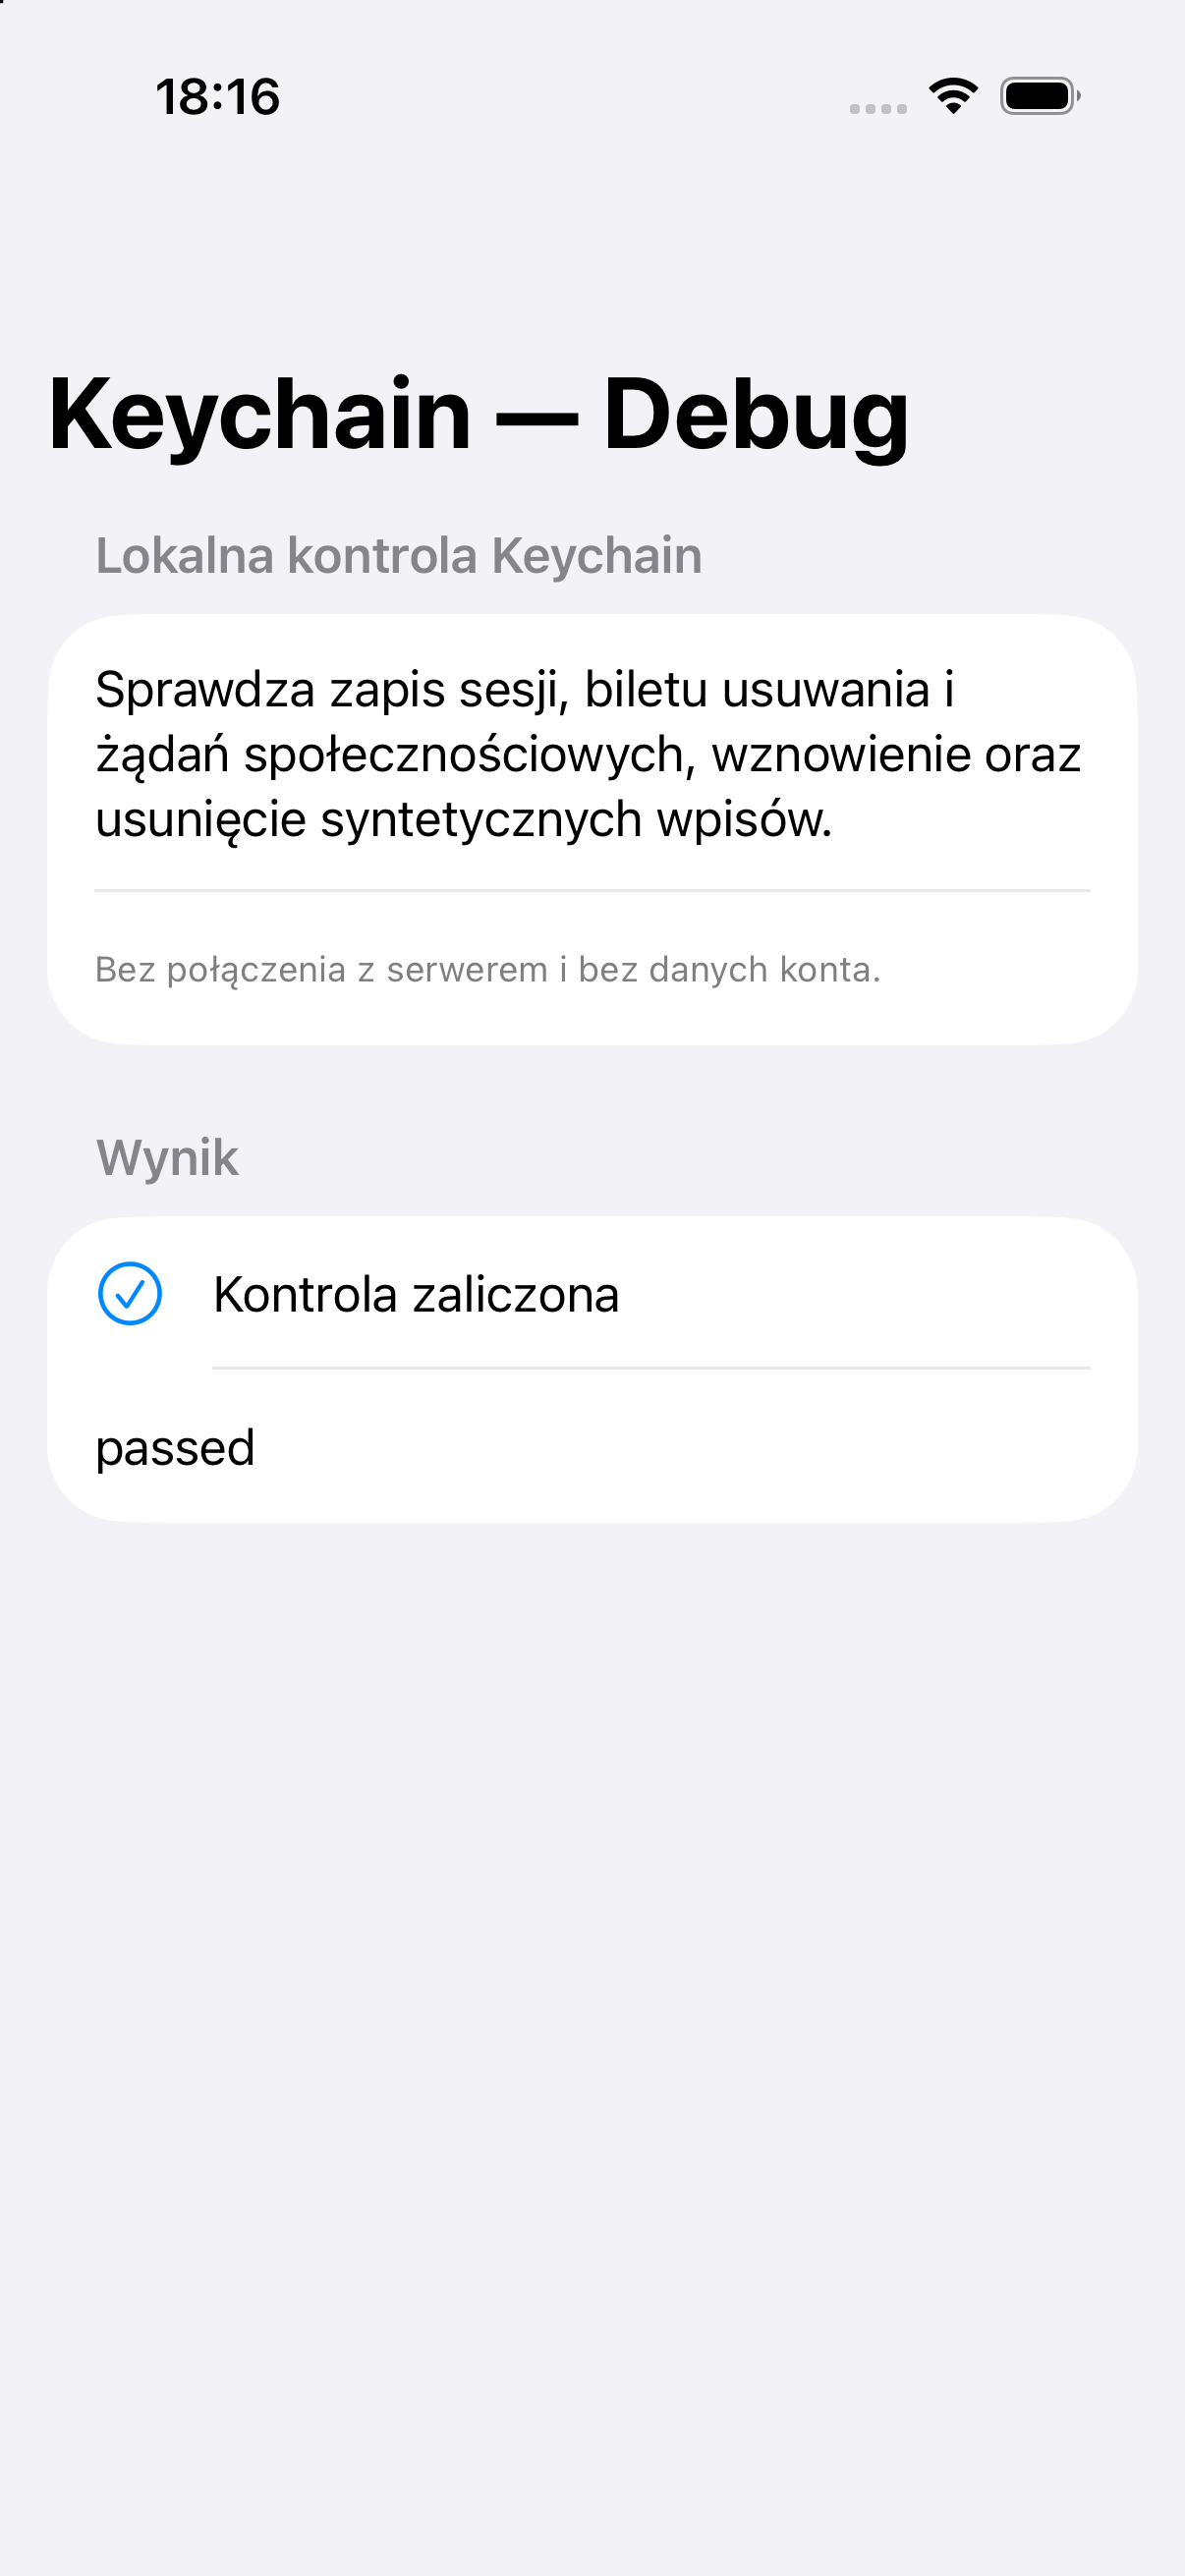 18:16
Keychain — Debug
Lokalna kontrola Keychain
Sprawdza zapis sesji, biletu usuwania i
żądań społecznościowych, wznowienie oraz
usunięcie syntetycznych wpisów.
Bez połączenia z serwerem i bez danych konta.
Wynik
Kontrola zaliczona
passed